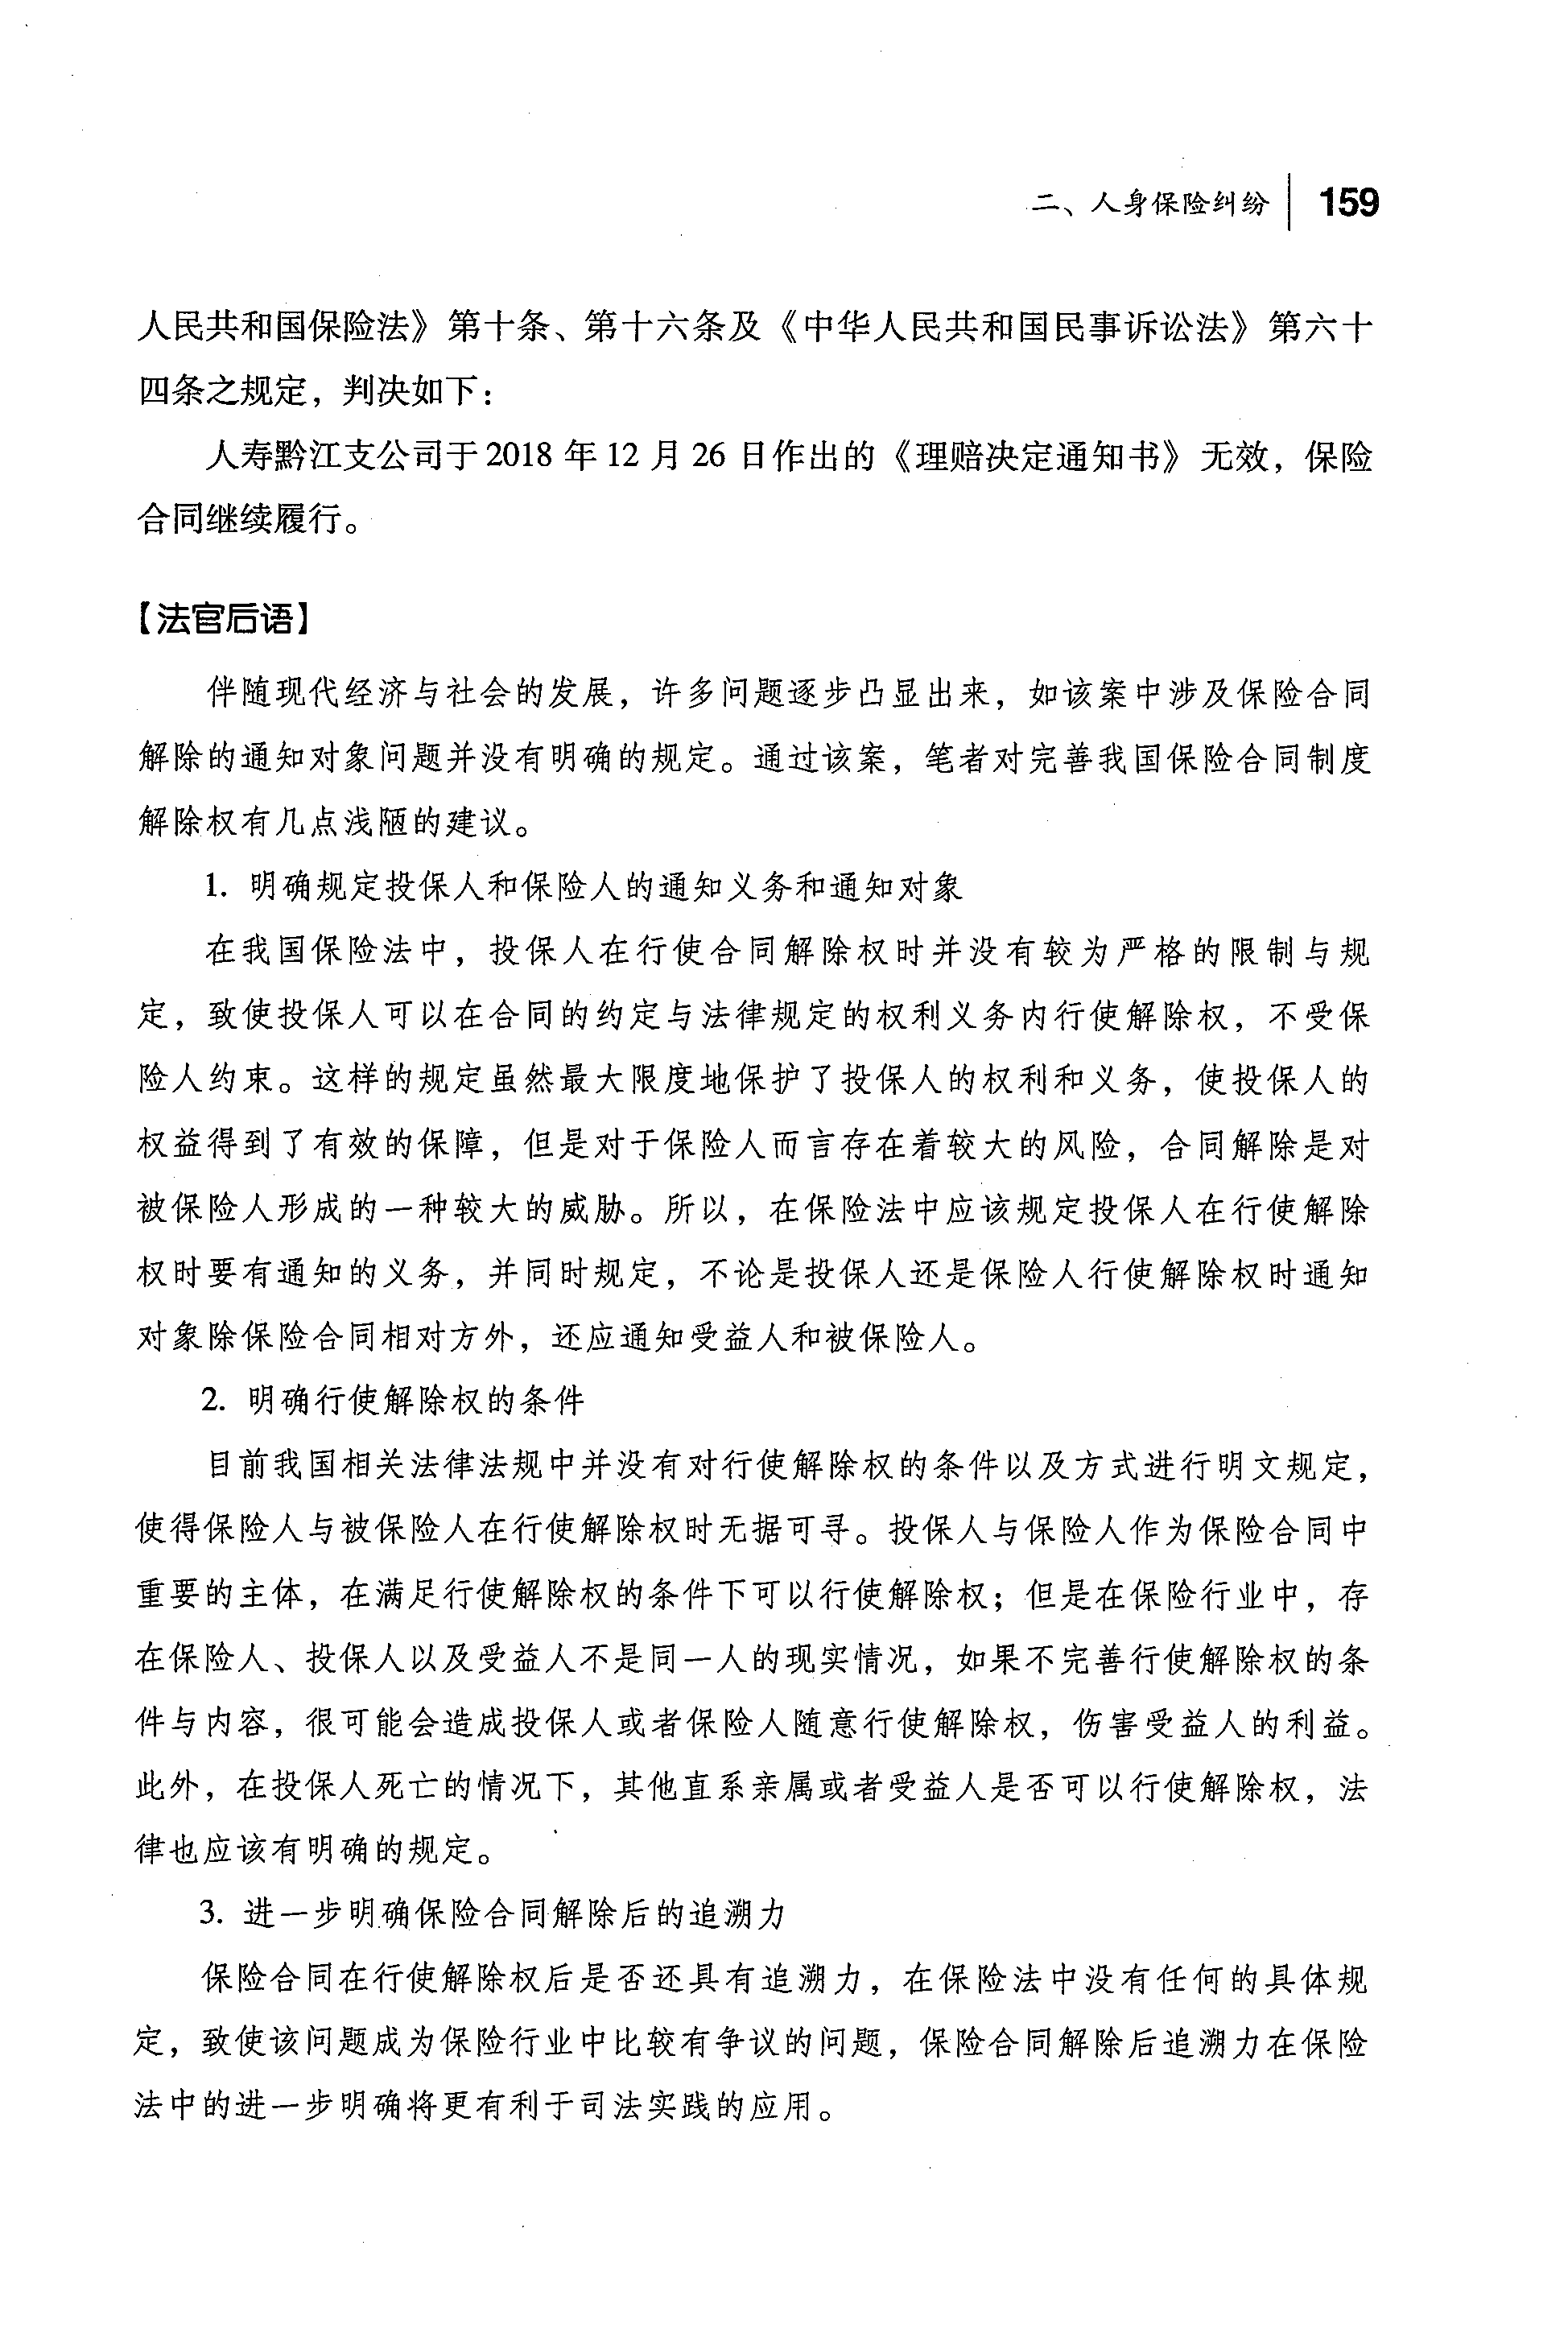 二、人身保险纠纷 159
人民共和国保险法》第十条、第十六条及《中华人民共和国民事诉讼法》第六十
四条之规定，判决如下：
人寿黔江支公司于2018年12月26日作出的《理赔决定通知书》无效，保险
合同继续履行。
【法官后语】
伴随现代经济与社会的发展，许多问题逐步凸显出来，如该案中涉及保险合同
解除的通知对象问题并没有明确的规定。通过该案，笔者对完善我国保险合同制度
解除权有几点浅陋的建议。
1. 明确规定投保人和保险人的通知义务和通知对象
在我国保险法中，投保人在行使合同解除权时并没有较为严格的限制与规
定，致使投保人可以在合同的约定与法律规定的权利义务内行使解除权，不受保
险人约束。这样的规定虽然最大限度地保护了投保人的权利和义务，使投保人的
权益得到了有效的保障，但是对于保险人而言存在着较大的风险，合同解除是对
被保险人形成的一种较大的威胁。所以，在保险法中应该规定投保人在行使解除
权时要有通知的义务，并同时规定，不论是投保人还是保险人行使解除权时通知
对象除保险合同相对方外，还应通知受益人和被保险人。
2. 明确行使解除权的条件
目前我国相关法律法规中并没有对行使解除权的条件以及方式进行明文规定，
使得保险人与被保险人在行使解除权时无据可寻。投保人与保险人作为保险合同中
重要的主体，在满足行使解除权的条件下可以行使解除权；但是在保险行业中，存
在保险人、投保人以及受益人不是同一人的现实情况，如果不完善行使解除权的条
件与内容，很可能会造成投保人或者保险人随意行使解除权，伤害受益人的利益。
此外，在投保人死亡的情况下，其他直系亲属或者受益人是否可以行使解除权，法
律也应该有明确的规定。
3. 进一步明确保险合同解除后的追溯力
保险合同在行使解除权后是否还具有追溯力，在保险法中没有任何的具体规
定，致使该问题成为保险行业中比较有争议的问题，保险合同解除后追溯力在保险
法中的进一步明确将更有利于司法实践的应用。